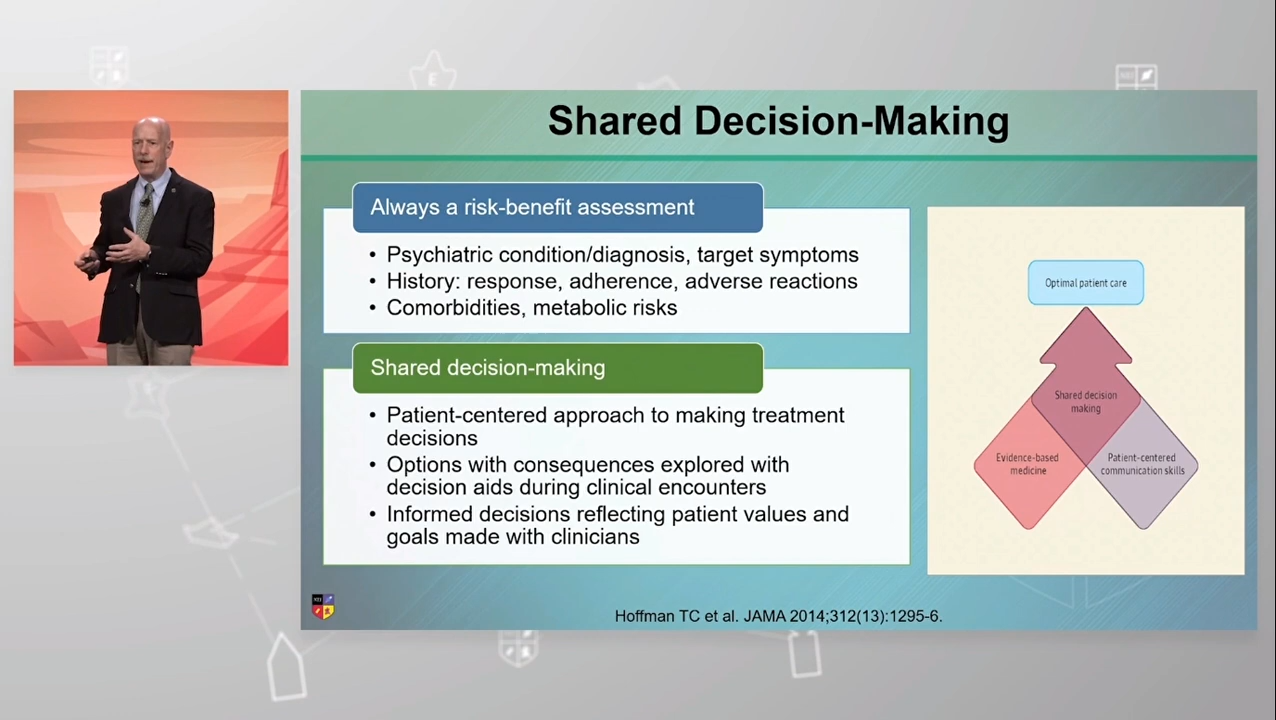 Shared Decision-Making
Always a risk-benefit assessment
• Psychiatric condition/diagnosis, target symptoms
• History: response, adherence, adverse reactions
• Comorbidities, metabolic risks
Shared decision-making
• Patient-centered approach to making treatment
decisions
• Options with consequences explored with
decision aids during clinical encounters
• Informed decisions reflecting patient values and
goals made with clinicians
Optimal patient care
Shared decision
making
Evidence-based
medicine
Patient-centered
communication skills
Hoffman TC et al. JAMA 2014;312(13):1295-6.